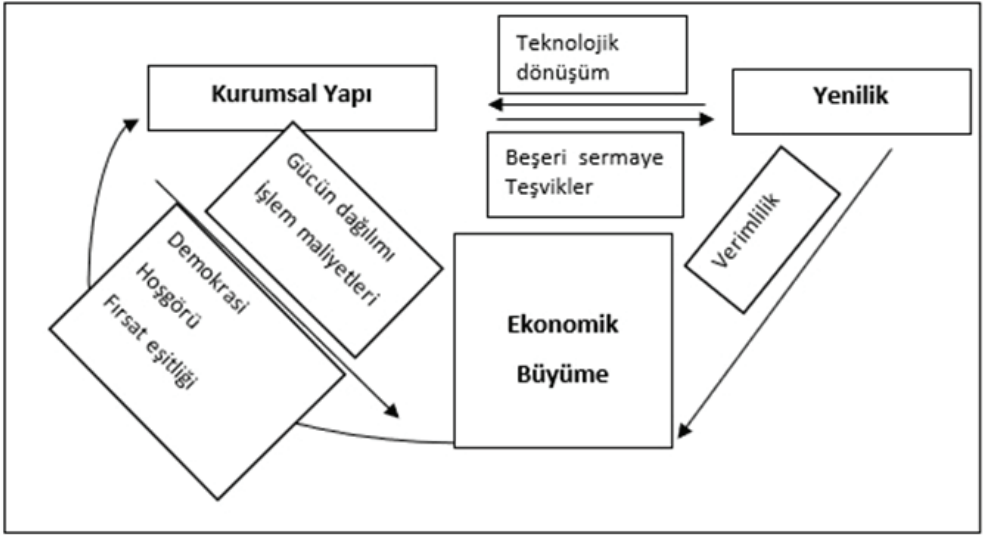 Teknolojik
dönüşüm
Kurumsal Yapı
Yenilik
Beşeri sermaye
Teşvikler
Gücün dağılımı
İşlem maliyetleri
Verimlilik
Demokrasi
Hoşgörü
Fırsat eşitliği
Ekonomik
Büyüme